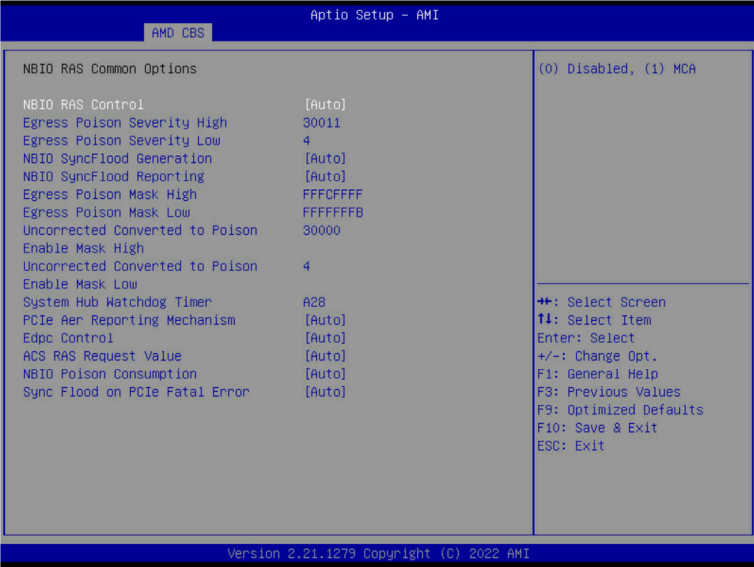 Aptio Setup – AMI
AMD CBS
NBIO RAS Common Options
NBIO RAS Control [Auto]
Egress Poison Severity High 30011
Egress Poison Severity Low 4
NBIO SyncFlood Generation [Auto]
NBIO SyncFlood Reporting [Auto]
Egress Poison Mask High FFFCFFFF
Egress Poison Mask Low FFFFFFFB
Uncorrected Converted to Poison 30000
Enable Mask High
Uncorrected Converted to Poison 4
Enable Mask Low
System Hub Watchdog Timer A28
PCIe Aer Reporting Mechanism [Auto]
Edpc Control [Auto]
ACS RAS Request Value [Auto]
NBIO Poison Consumption [Auto]
Sync Flood on PCIe Fatal Error [Auto]
(0) Disabled, (1) MCA
→←: Select Screen
↑↓: Select Item
Enter: Select
+/-: Change Opt.
F1: General Help
F3: Previous Values
F9: Optimized Defaults
F10: Save & Exit
ESC: Exit
Version 2.21.1279 Copyright (C) 2022 AMI